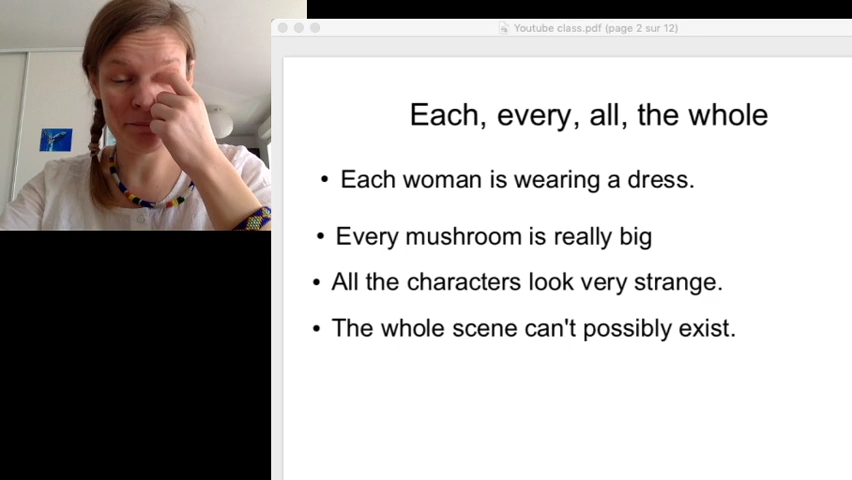 Youtube class.pdf (page 2 sur 12)
Each, every, all, the whole
• Each woman is wearing a dress.
• Every mushroom is really big
• All the characters look very strange.
• The whole scene can't possibly exist.